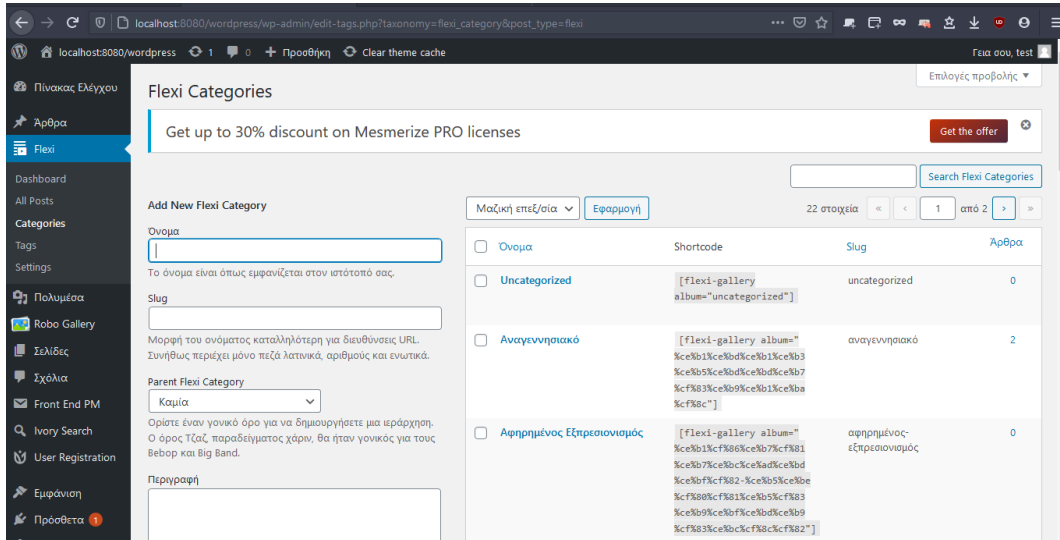 localhost:8080/wordpress/wp-admin/edit-tags.php?taxonomy=flexi_category&post_type=flexi
localhost:8080/wordpress 1 0 + Προσθήκη Clear theme cache Γεια σου, test
Πίνακας Ελέγχου
Άρθρα
Flexi
Dashboard
All Posts
Categories
Tags
Settings
Πολυμέσα
Robo Gallery
Σελίδες
Σχόλια
Front End PM
Ivory Search
User Registration
Εμφάνιση
Πρόσθετα 1
Επιλογές προβολής ▼
Flexi Categories
Get up to 30% discount on Mesmerize PRO licenses
Get the offer
Search Flexi Categories
Add New Flexi Category
Όνομα
Το όνομα είναι όπως εμφανίζεται στον ιστότοπό σας.
Slug
Μορφή του ονόματος καταλληλότερη για διευθύνσεις URL.
Συνήθως περιέχει μόνο πεζά λατινικά, αριθμούς και ενωτικά.
Parent Flexi Category
Καμία
Ορίστε έναν γονικό όρο για να δημιουργήσετε μια ιεράρχηση.
Ο όρος Τζαζ, παραδείγματος χάριν, θα ήταν γονικός για τους
Bebop και Big Band.
Περιγραφή
Μαζική επεξ/σία Εφαρμογή 22 στοιχεία « ‹ 1 από 2 › »
Όνομα Shortcode Slug Άρθρα
Uncategorized [flexi-gallery uncategorized 0
album="uncategorized"]
Αναγεννησιακό [flexi-gallery album=" αναγεννησιακό 2
%ce%b1%ce%bd%ce%b1%ce%b3
%ce%b5%ce%bd%ce%bd%ce%b7
%cf%83%ce%b9%ce%b1%ce%ba
%cf%8c"]
Αφηρημένος Εξπρεσιονισμός [flexi-gallery album=" αφηρημένος- 0
%ce%b1%cf%86%ce%b7%cf%81 εξπρεσιονισμός
%ce%b7%ce%bc%ce%ad%ce%bd
%ce%bf%cf%82-%ce%b5%ce%be
%cf%80%cf%81%ce%b5%cf%83
%ce%b9%ce%bf%ce%bd%ce%b9
%cf%83%ce%bc%cf%8c%cf%82"]